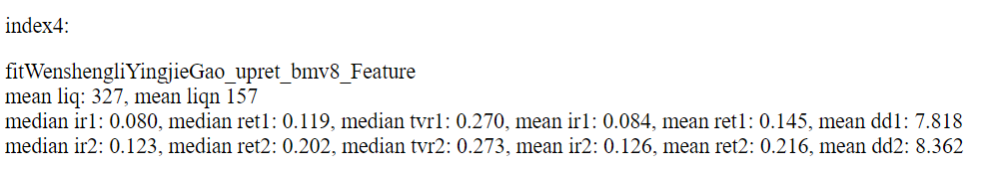 index4:
fitWenshengliYingjieGao_upret_bmv8_Feature
mean liq: 327, mean liqn 157
median ir1: 0.080, median ret1: 0.119, median tvr1: 0.270, mean ir1: 0.084, mean ret1: 0.145, mean dd1: 7.818
median ir2: 0.123, median ret2: 0.202, median tvr2: 0.273, mean ir2: 0.126, mean ret2: 0.216, mean dd2: 8.362